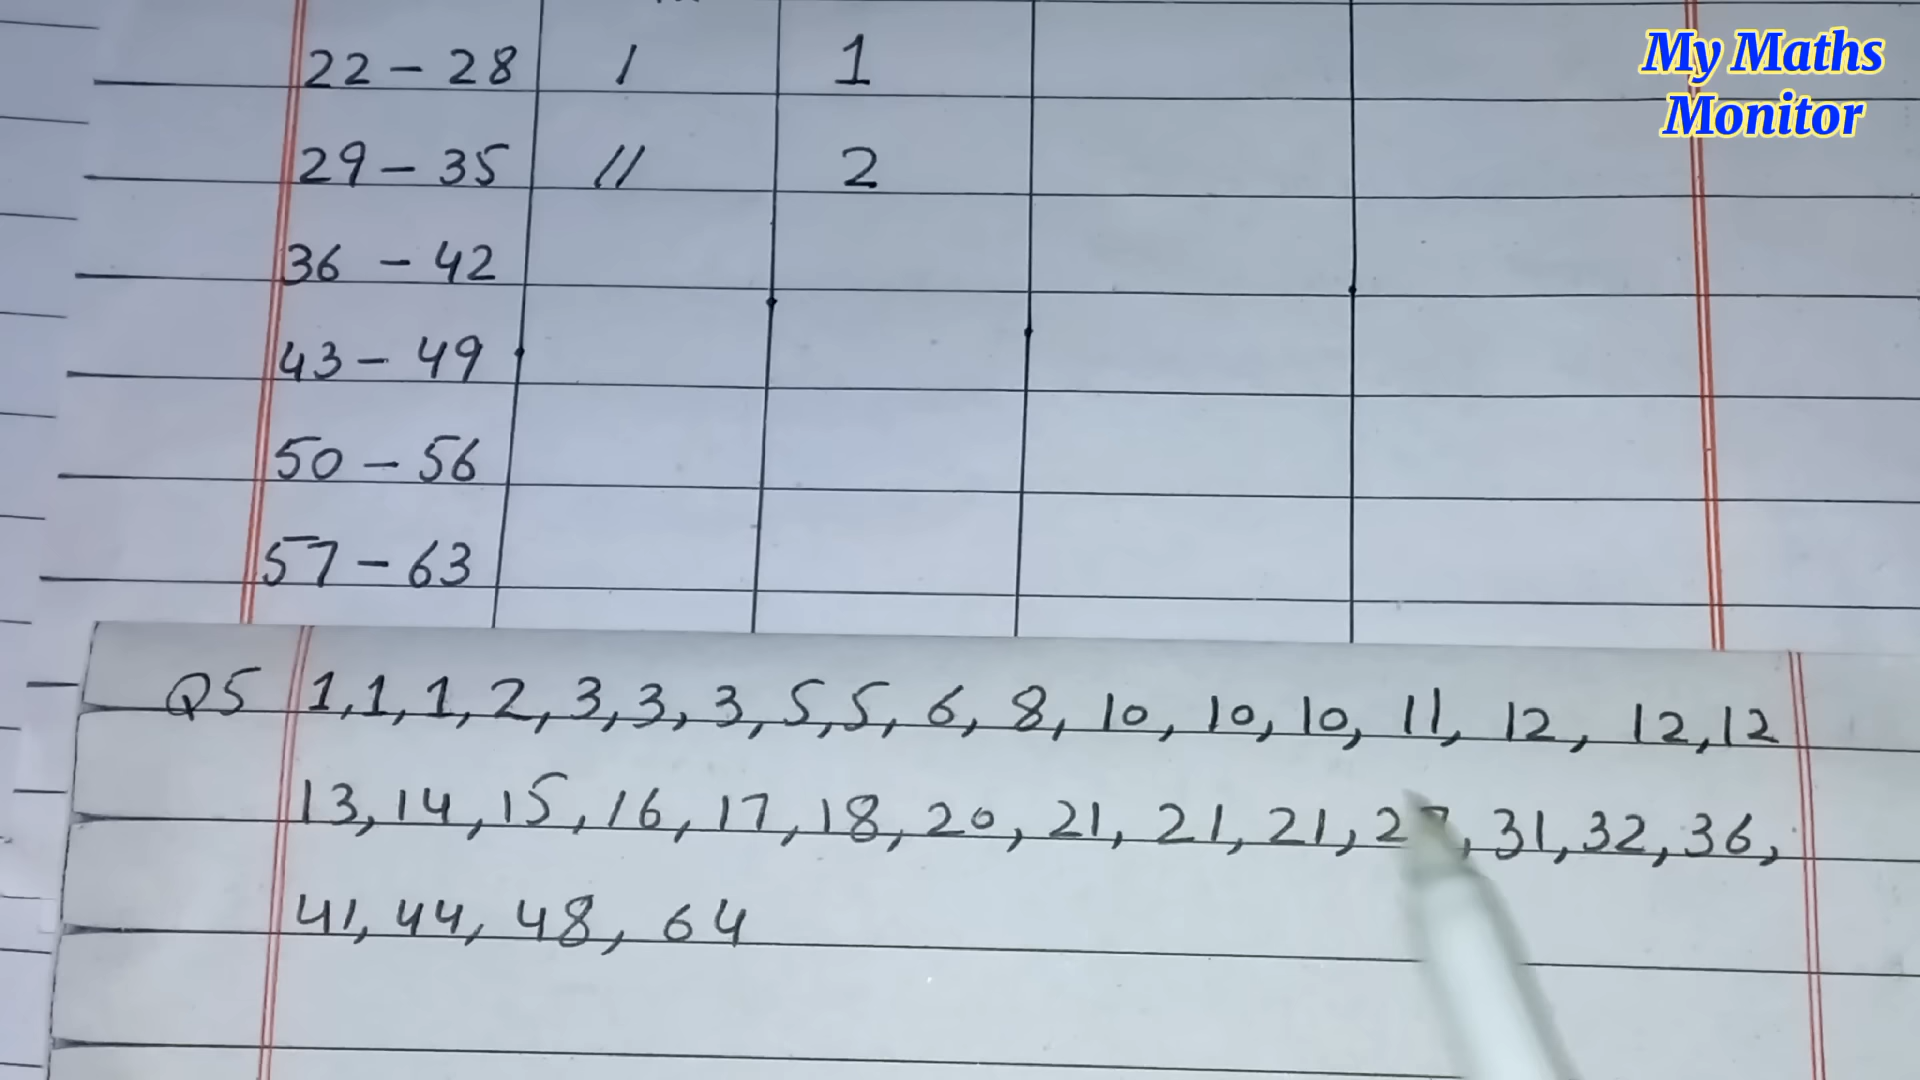 My Maths
Monitor
22 - 28 / 1
29 - 35 // 2
36 - 42
43 - 49
50 - 56
57 - 63
Q5 1,1,1,2,3,3,3,5,5,6,8,10,10,10,11,12,12,12
13,14,15,16,17,18,20,21,21,21,27,31,32,36,
41,44,48,64